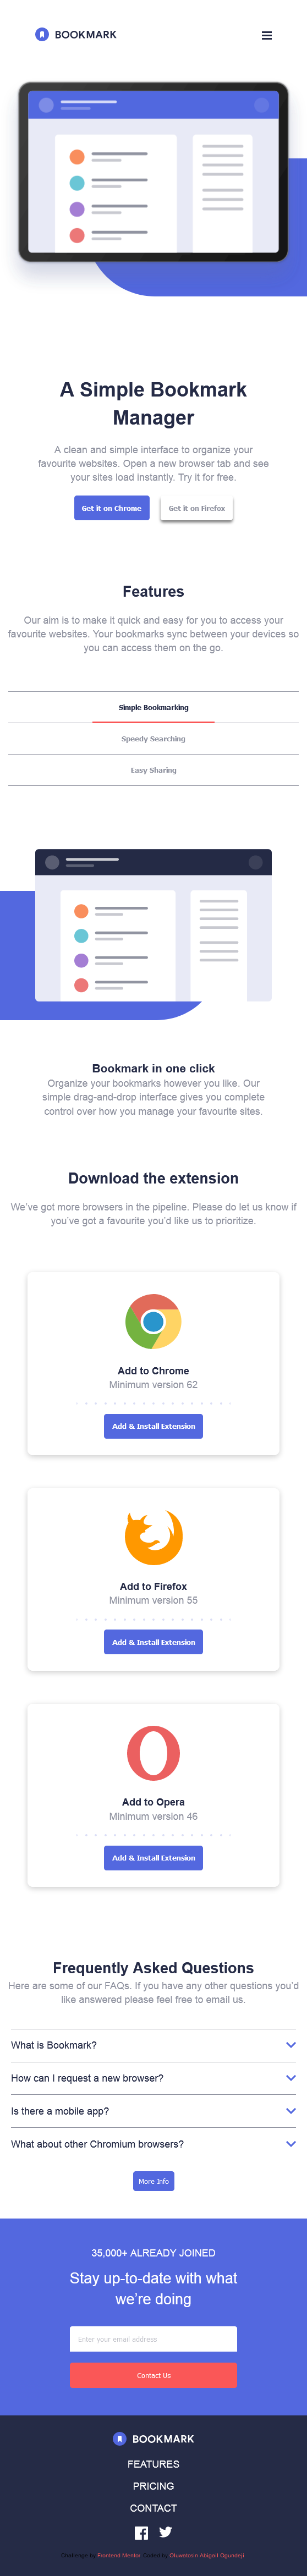 BOOKMARK
A Simple Bookmark
Manager
A clean and simple interface to organize your
favourite websites. Open a new browser tab and see
your sites load instantly. Try it for free.
Get it on Chrome
Get it on Firefox
Features
Our aim is to make it quick and easy for you to access your
favourite websites. Your bookmarks sync between your devices so
you can access them on the go.
Simple Bookmarking
Speedy Searching
Easy Sharing
Bookmark in one click
Organize your bookmarks however you like. Our
simple drag-and-drop interface gives you complete
control over how you manage your favourite sites.
Download the extension
We've got more browsers in the pipeline. Please do let us know if
you've got a favourite you'd like us to prioritize.
Add to Chrome
Minimum version 62
Add & Install Extension
Add to Firefox
Minimum version 55
Add & Install Extension
Add to Opera
Minimum version 46
Add & Install Extension
Frequently Asked Questions
Here are some of our FAQs. If you have any other questions you'd
like answered please feel free to email us.
What is Bookmark?
How can I request a new browser?
Is there a mobile app?
What about other Chromium browsers?
More Info
35,000+ ALREADY JOINED
Stay up-to-date with what
we're doing
Enter your email address
Contact Us
BOOKMARK
FEATURES
PRICING
CONTACT
Challenge by Frontend Mentor. Coded by Oluwatosin Abigail Ogundeji